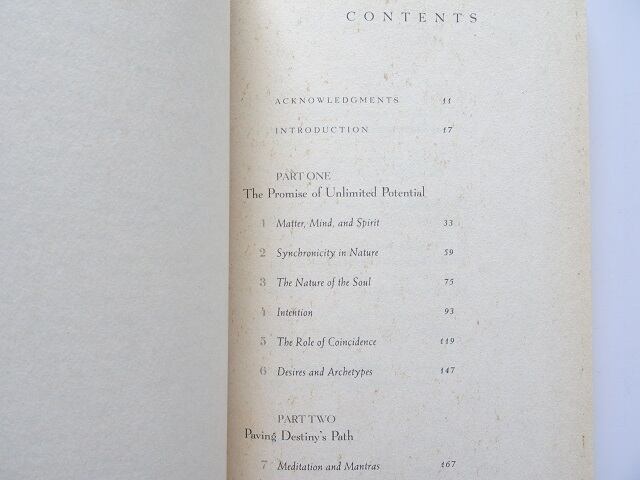 CONTENTS
ACKNOWLEDGMENTS 11
INTRODUCTION 17
PART ONE
The Promise of Unlimited Potential
1 Matter, Mind, and Spirit 33
2 Synchronicity in Nature 59
3 The Nature of the Soul 75
4 Intention 93
5 The Role of Coincidence 119
6 Desires and Archetypes 147
PART TWO
Paving Destiny's Path
7 Meditation and Mantras 167